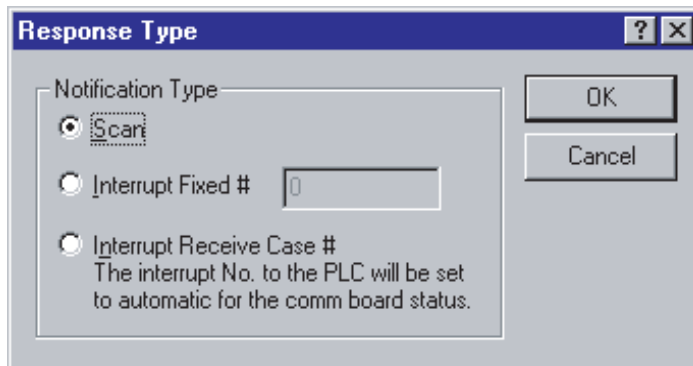 Response Type
Notification Type
OK
Scan
Cancel
Interrupt Fixed # 0
Interrupt Receive Case #
The interrupt No. to the PLC will be set
to automatic for the comm board status.